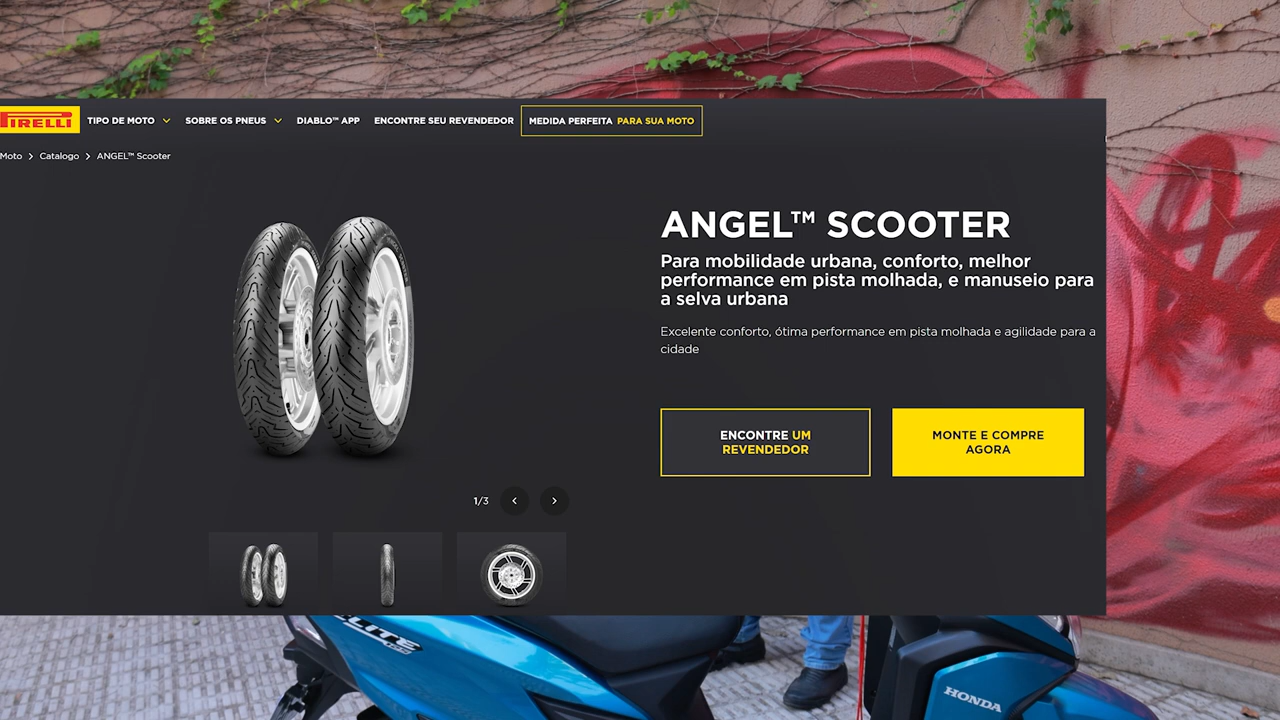 PIRELLI
TIPO DE MOTO
SOBRE OS PNEUS
DIABLO™ APP
ENCONTRE SEU REVENDEDOR
MEDIDA PERFEITA PARA SUA MOTO
Moto > Catalogo > ANGEL™ Scooter
ANGEL™ SCOOTER
Para mobilidade urbana, conforto, melhor
performance em pista molhada, e manuseio para
a selva urbana
Excelente conforto, ótima performance em pista molhada e agilidade para a
cidade
ENCONTRE UM
REVENDEDOR
MONTE E COMPRE
AGORA
1/3
ELITE
HONDA